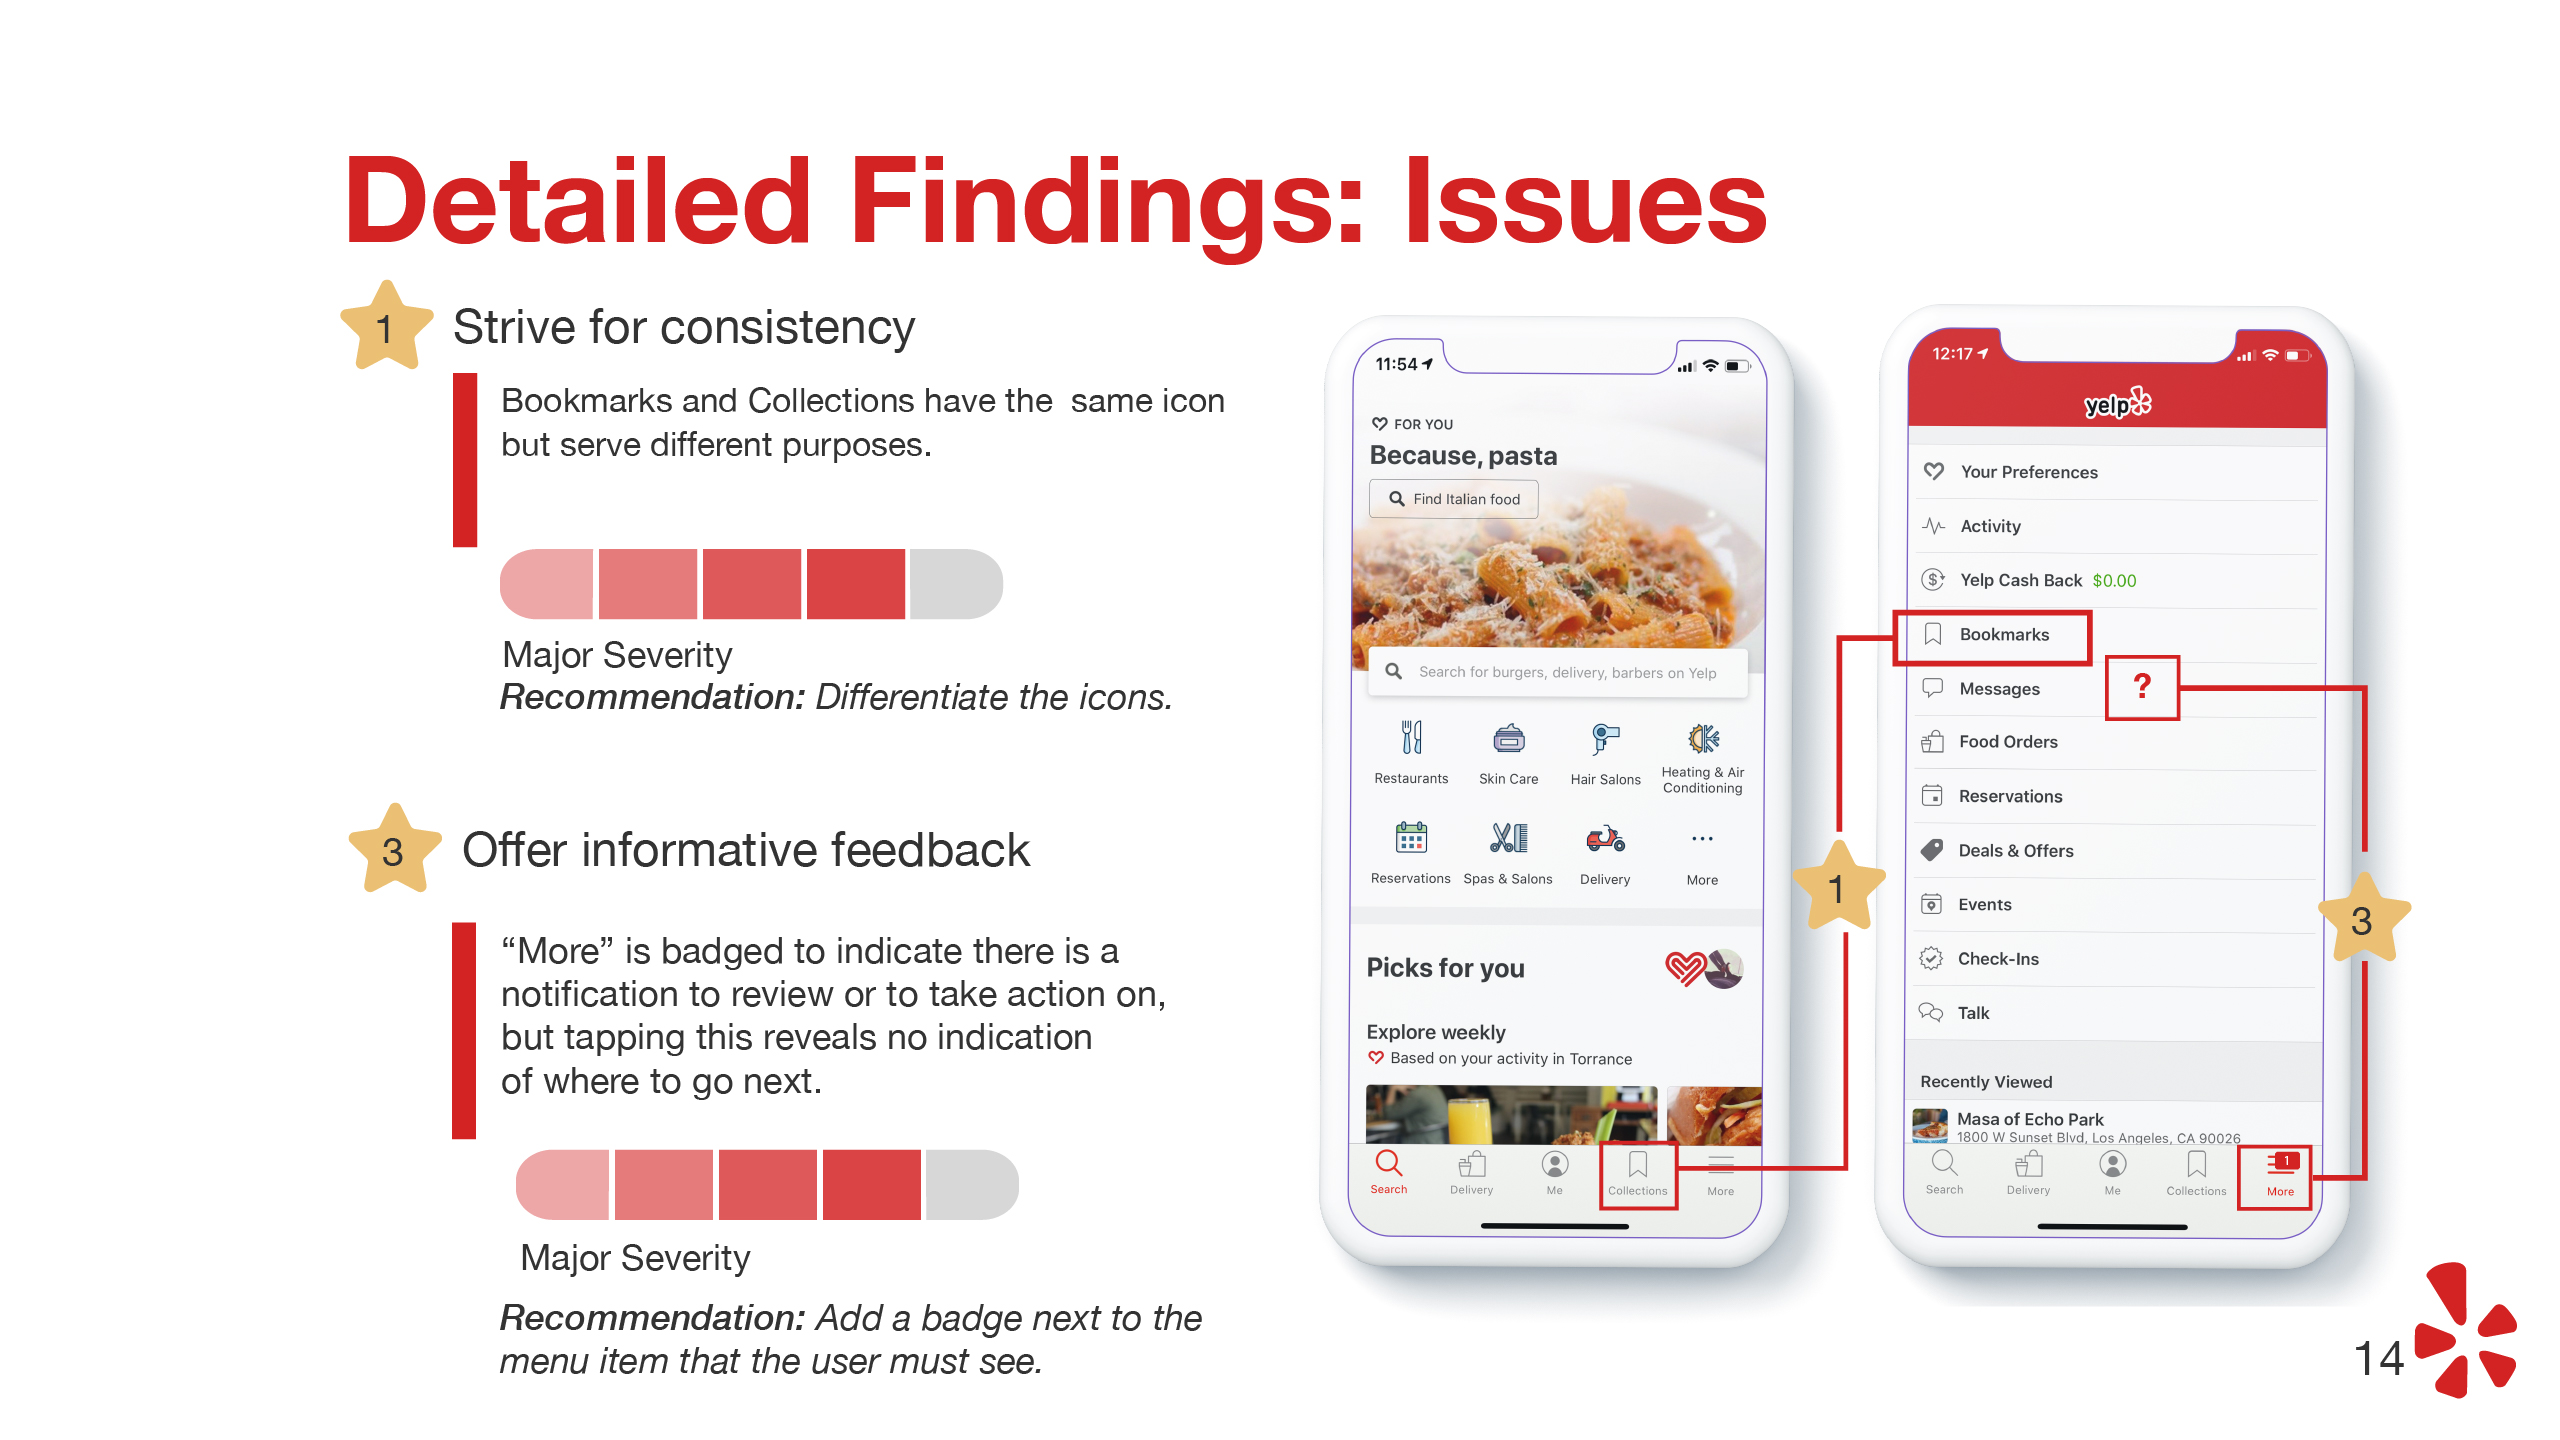 Detailed Findings: Issues
1
Strive for consistency
Bookmarks and Collections have the same icon
but serve different purposes.
Major Severity
Recommendation: Differentiate the icons.
3
Offer informative feedback
“More” is badged to indicate there is a
notification to review or to take action on,
but tapping this reveals no indication
of where to go next.
Major Severity
Recommendation: Add a badge next to the
menu item that the user must see.
11:54
FOR YOU
Because, pasta
Find Italian food
Search for burgers, delivery, barbers on Yelp
Restaurants
Skin Care
Hair Salons
Heating & Air
Conditioning
Reservations
Spas & Salons
Delivery
More
Picks for you
Explore weekly
Based on your activity in Torrance
Search
Delivery
Me
Collections
More
1
12:17
yelp
Your Preferences
Activity
Yelp Cash Back $0.00
Bookmarks
?
Messages
Food Orders
Reservations
Deals & Offers
Events
Check-Ins
Talk
Recently Viewed
Masa of Echo Park
1800 W Sunset Blvd, Los Angeles, CA 90026
Search
Delivery
Me
Collections
1
More
3
14